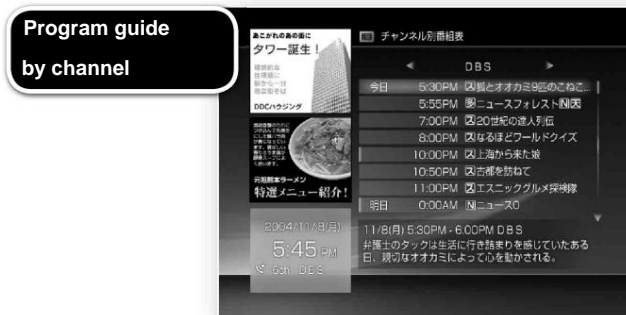 Program guide
by channel
あこがれのあの街に
タワー誕生！
DDCハウジング
元祖熊本ラーメン
特選メニュー紹介！
2004/11/8(月)
5:45 PM
6ch DBS
チャンネル別番組表
DBS
今日 5:30PM 狐とオオカミ9匹のこねこ...
5:55PM ニュースフォレスト
7:00PM 20世紀の達人列伝
8:00PM なるほどワールドクイズ
10:00PM 上海から来た娘
10:50PM 古都を訪ねて
11:00PM エスニックグルメ探検隊
明日 0:00AM N ニュース0
11/8(月) 5:30PM - 6:00PM DBS
弁護士のタックは生活に行き詰まりを感じていたある
日、親切なオオカミによって心を動かされる。